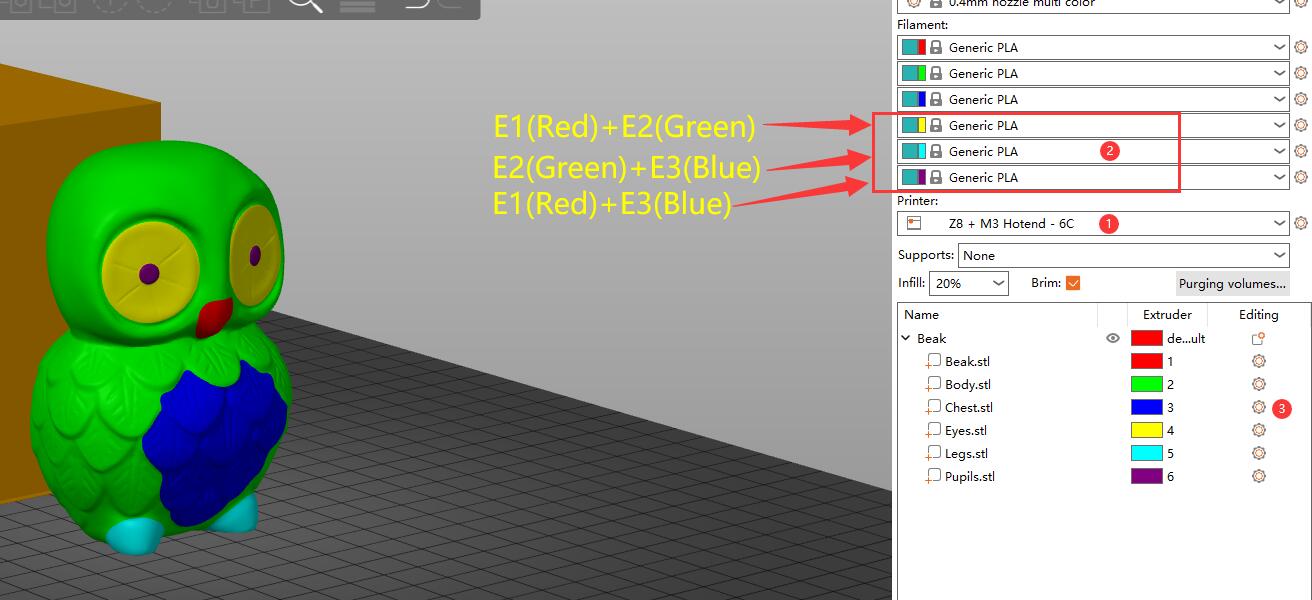 0.4mm nozzle multi color
Filament:
Generic PLA
Generic PLA
Generic PLA
E1(Red)+E2(Green)
Generic PLA
E2(Green)+E3(Blue)
Generic PLA
2
E1(Red)+E3(Blue)
Generic PLA
Printer:
Z8 + M3 Hotend - 6C
1
Supports: None
Infill: 20% Brim: Purging volumes...
Name Extruder Editing
Beak de...ult
Beak.stl 1
Body.stl 2
Chest.stl 3
3
Eyes.stl 4
Legs.stl 5
Pupils.stl 6